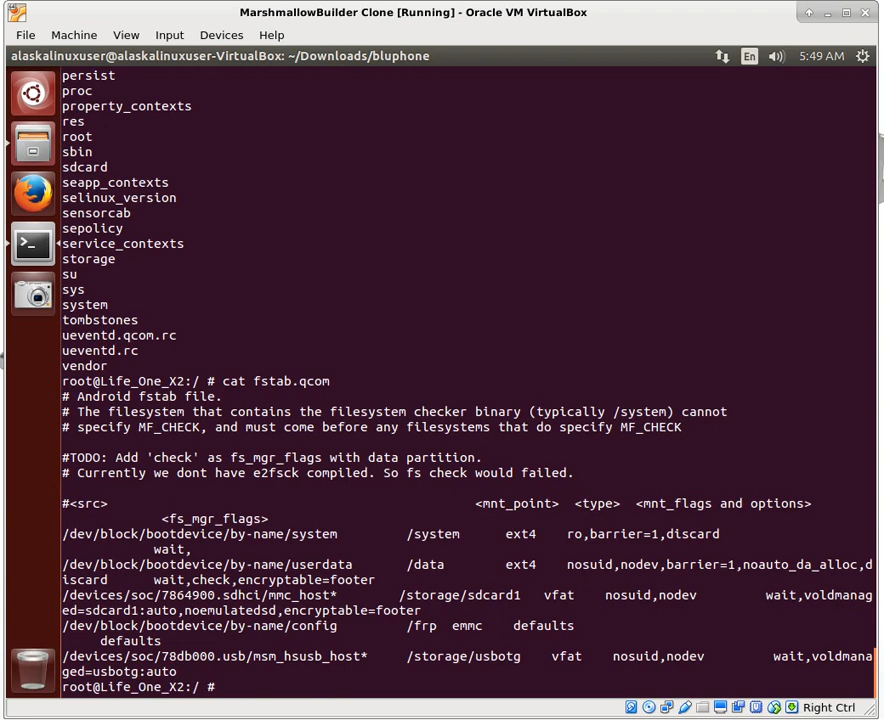 MarshmallowBuilder Clone [Running] - Oracle VM VirtualBox
File Machine View Input Devices Help
alaskalinuxuser@alaskalinuxuser-VirtualBox: ~/Downloads/bluphone En 5:49 AM
persist
proc
property_contexts
res
root
sbin
sdcard
seapp_contexts
selinux_version
sensorcab
sepolicy
service_contexts
storage
su
sys
system
tombstones
ueventd.qcom.rc
ueventd.rc
vendor
root@Life_One_X2:/ # cat fstab.qcom
# Android fstab file.
# The filesystem that contains the filesystem checker binary (typically /system) cannot
# specify MF_CHECK, and must come before any filesystems that do specify MF_CHECK
#TODO: Add 'check' as fs_mgr_flags with data partition.
# Currently we dont have e2fsck compiled. So fs check would failed.
#<src> <mnt_point> <type> <mnt_flags and options>
<fs_mgr_flags>
/dev/block/bootdevice/by-name/system /system ext4 ro,barrier=1,discard
wait,
/dev/block/bootdevice/by-name/userdata /data ext4 nosuid,nodev,barrier=1,noauto_da_alloc,d
iscard wait,check,encryptable=footer
/devices/soc/7864900.sdhci/mmc_host* /storage/sdcard1 vfat nosuid,nodev wait,voldmanag
ed=sdcard1:auto,noemulatedsd,encryptable=footer
/dev/block/bootdevice/by-name/config /frp emmc defaults
defaults
/devices/soc/78db000.usb/msm_hsusb_host* /storage/usbotg vfat nosuid,nodev wait,voldmana
ged=usbotg:auto
root@Life_One_X2:/ #
Right Ctrl